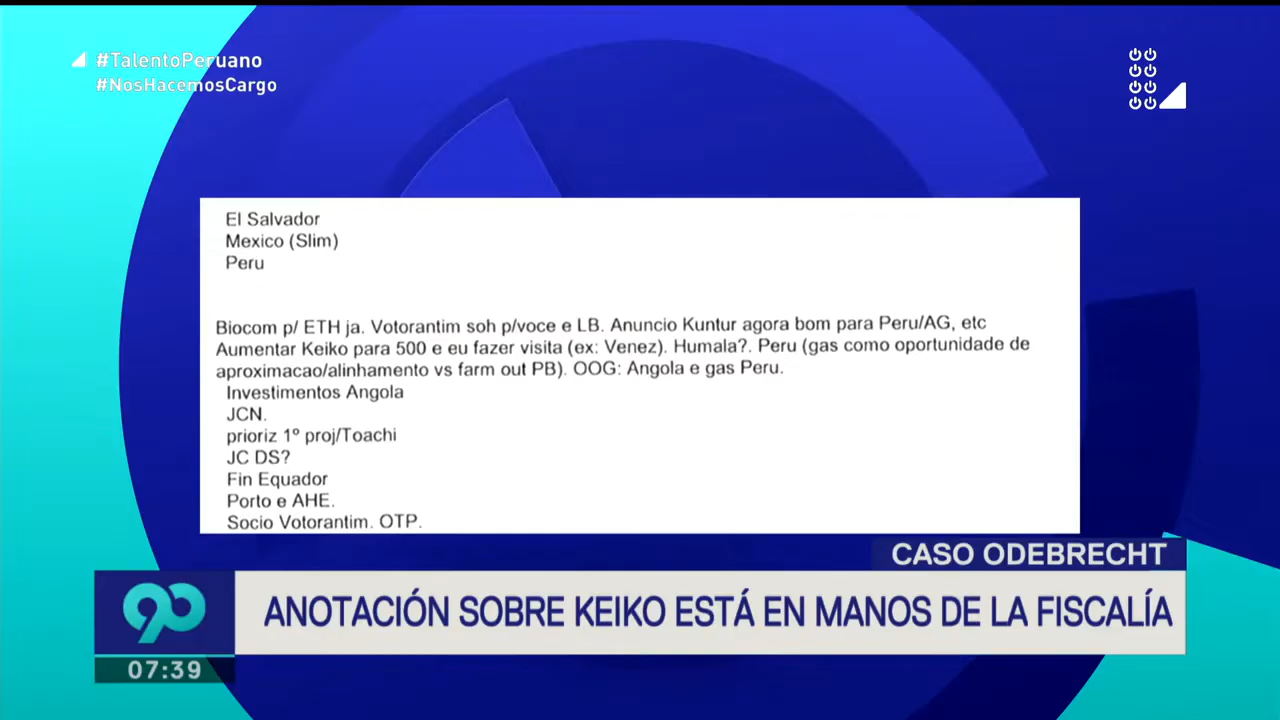 #TalentoPeruano
#NosHacemosCargo
El Salvador
Mexico (Slim)
Peru
Biocom p/ ETH ja. Votorantim soh p/voce e LB. Anuncio Kuntur agora bom para Peru/AG, etc
Aumentar Keiko para 500 e eu fazer visita (ex: Venez). Humala?. Peru (gas como oportunidade de
aproximacao/alinhamento vs farm out PB). OOG: Angola e gas Peru.
Investimentos Angola
JCN.
prioriz 1º proj/Toachi
JC DS?
Fin Equador
Porto e AHE.
Socio Votorantim. OTP.
CASO ODEBRECHT
90
ANOTACIÓN SOBRE KEIKO ESTÁ EN MANOS DE LA FISCALÍA
07:39